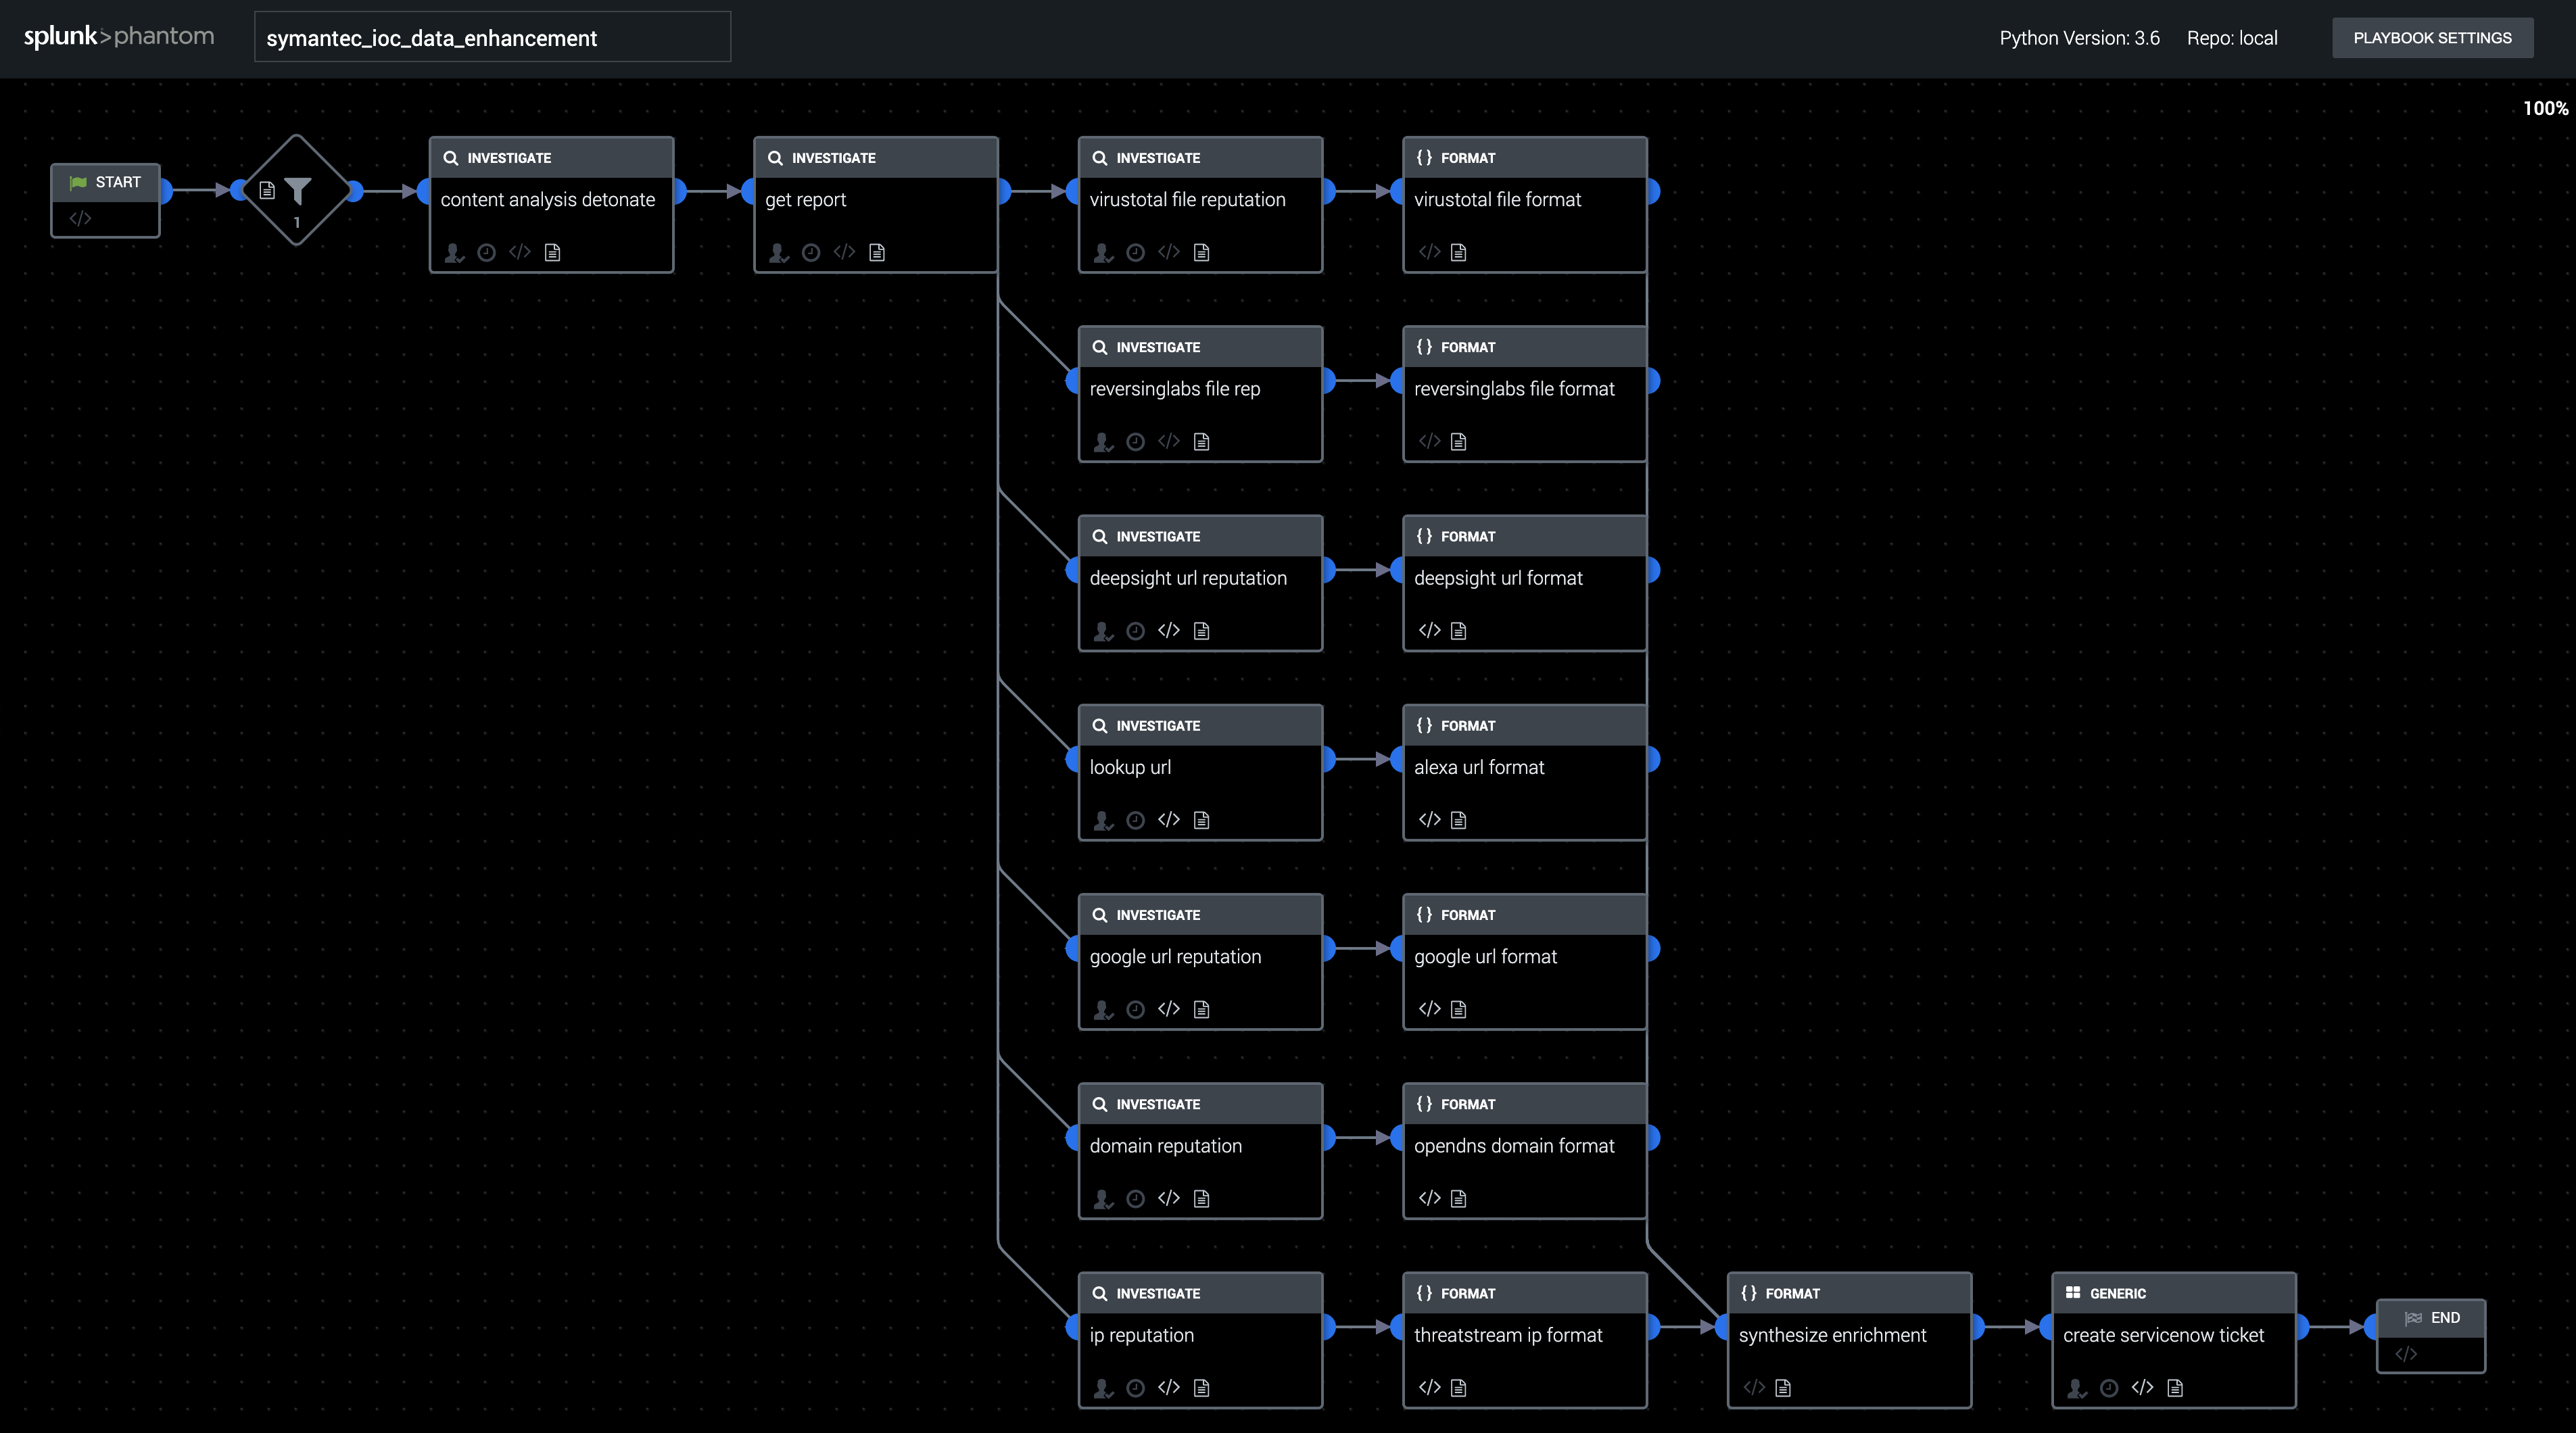 splunk>phantom
symantec_ioc_data_enhancement
Python Version: 3.6
Repo: local
PLAYBOOK SETTINGS
100%
START
</>
1
INVESTIGATE
content analysis detonate
</>
INVESTIGATE
get report
</>
INVESTIGATE
virustotal file reputation
</>
{} FORMAT
virustotal file format
</>
INVESTIGATE
reversinglabs file rep
</>
{} FORMAT
reversinglabs file format
</>
INVESTIGATE
deepsight url reputation
</>
{} FORMAT
deepsight url format
</>
INVESTIGATE
lookup url
</>
{} FORMAT
alexa url format
</>
INVESTIGATE
google url reputation
</>
{} FORMAT
google url format
</>
INVESTIGATE
domain reputation
</>
{} FORMAT
opendns domain format
</>
INVESTIGATE
ip reputation
</>
{} FORMAT
threatstream ip format
</>
{} FORMAT
synthesize enrichment
</>
GENERIC
create servicenow ticket
</>
END
</>